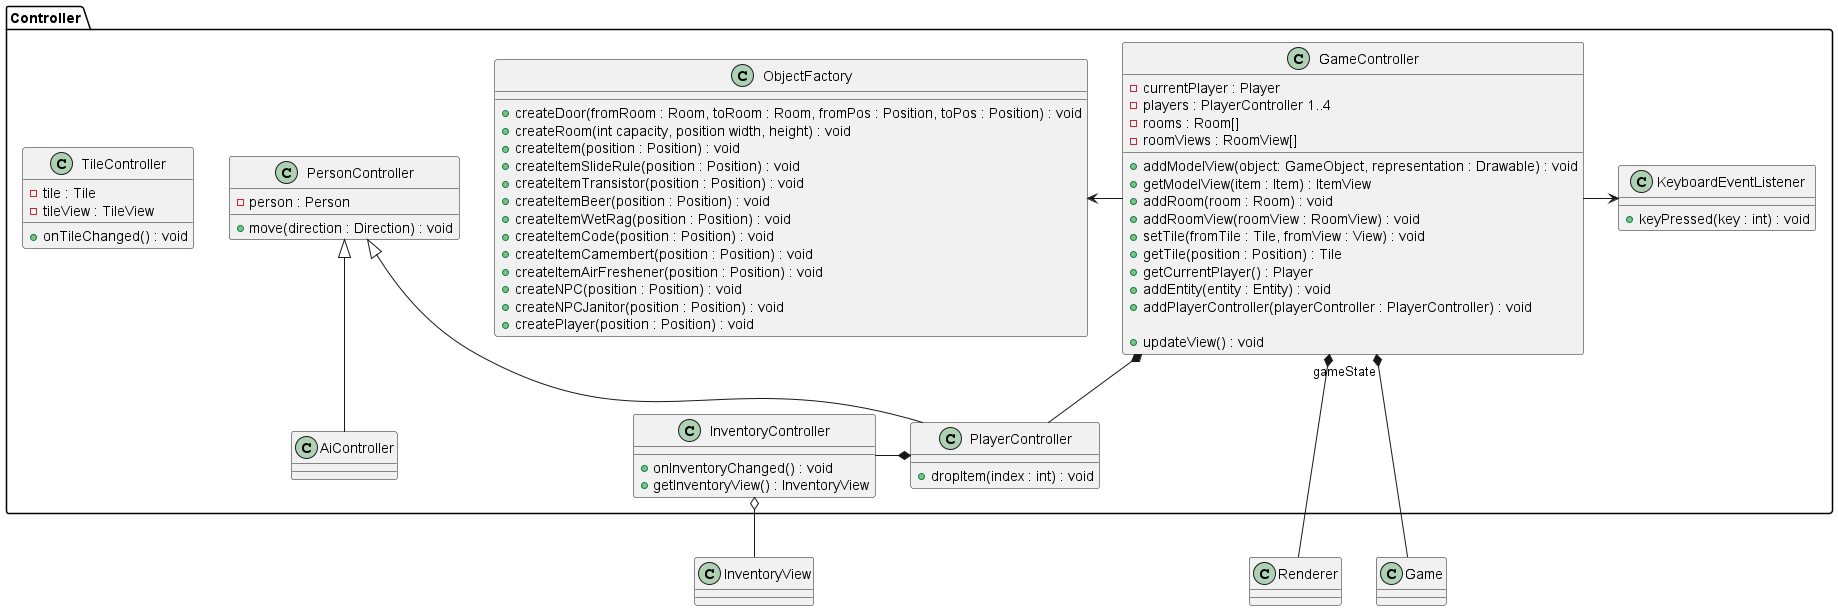 Controller
C TileController
tile : Tile
tileView : TileView
onTileChanged() : void
C PersonController
person : Person
move(direction : Direction) : void
C ObjectFactory
createDoor(fromRoom : Room, toRoom : Room, fromPos : Position, toPos : Position) : void
createRoom(int capacity, position width, height) : void
createItem(position : Position) : void
createItemSlideRule(position : Position) : void
createItemTransistor(position : Position) : void
createItemBeer(position : Position) : void
createItemWetRag(position : Position) : void
createItemCode(position : Position) : void
createItemCamembert(position : Position) : void
createItemAirFreshener(position : Position) : void
createNPC(position : Position) : void
createNPCJanitor(position : Position) : void
createPlayer(position : Position) : void
C GameController
currentPlayer : Player
players : PlayerController 1..4
rooms : Room[]
roomViews : RoomView[]
addModelView(object: GameObject, representation : Drawable) : void
getModelView(item : Item) : ItemView
addRoom(room : Room) : void
addRoomView(roomView : RoomView) : void
setTile(fromTile : Tile, fromView : View) : void
getTile(position : Position) : Tile
getCurrentPlayer() : Player
addEntity(entity : Entity) : void
addPlayerController(playerController : PlayerController) : void
updateView() : void
C KeyboardEventListener
keyPressed(key : int) : void
gameState
C AiController
C InventoryController
onInventoryChanged() : void
getInventoryView() : InventoryView
C PlayerController
dropItem(index : int) : void
C InventoryView
C Renderer
C Game